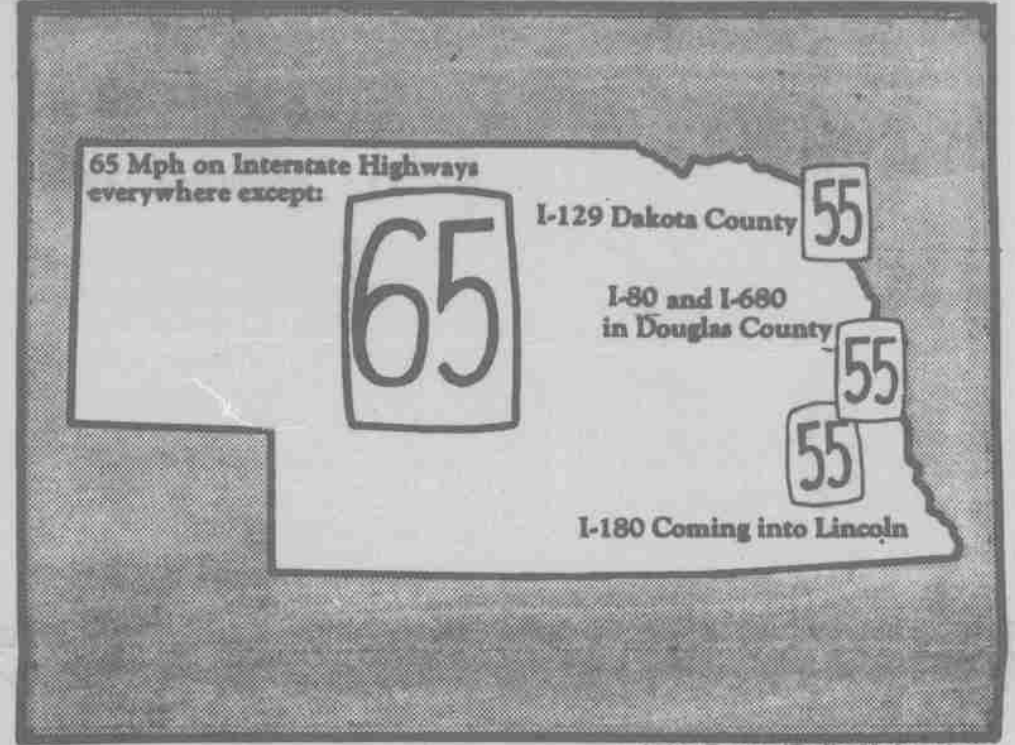 65 Mph on Interstate Highways
everywhere except:
65
I-129 Dakota County
55
I-80 and I-680
in Douglas County
55
55
I-180 Coming into Lincoln